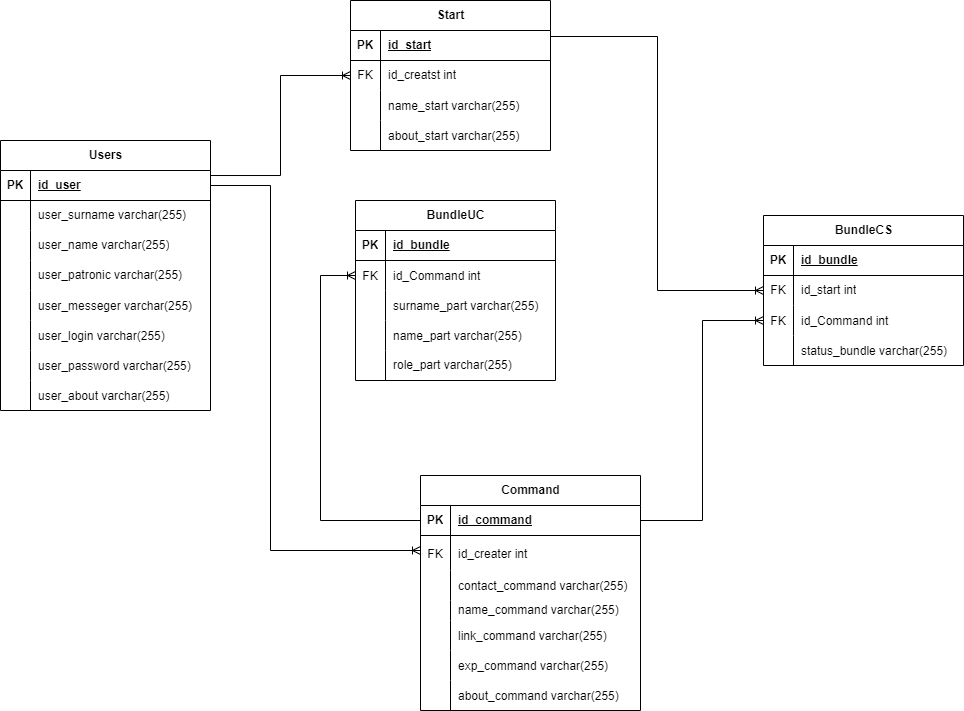 Start
PK id_start
FK id_creatst int
name_start varchar(255)
about_start varchar(255)
Users
PK id_user
user_surname varchar(255)
user_name varchar(255)
user_patronic varchar(255)
user_messeger varchar(255)
user_login varchar(255)
user_password varchar(255)
user_about varchar(255)
BundleUC
PK id_bundle
FK id_Command int
surname_part varchar(255)
name_part varchar(255)
role_part varchar(255)
BundleCS
PK id_bundle
FK id_start int
FK id_Command int
status_bundle varchar(255)
Command
PK id_command
FK id_creater int
contact_command varchar(255)
name_command varchar(255)
link_command varchar(255)
exp_command varchar(255)
about_command varchar(255)